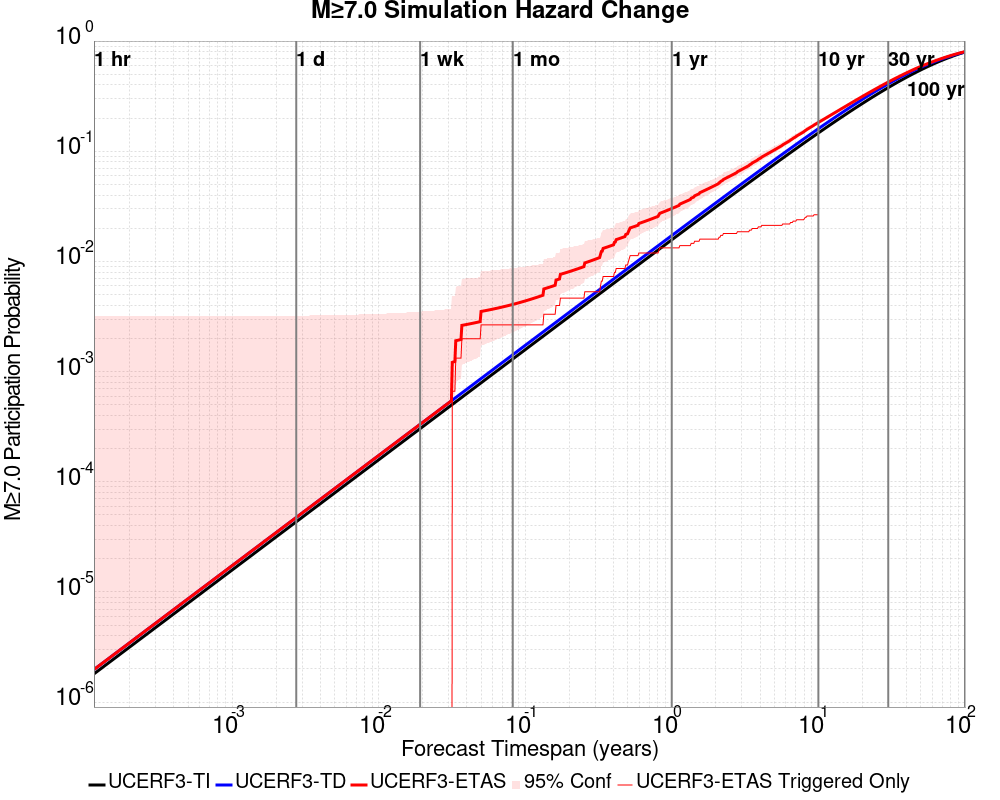 M≥7.0 Simulation Hazard Change
10^0
1 hr
1 d
1 wk
1 mo
1 yr
10 yr
30 yr
100 yr
10^-1
10^-2
10^-3
10^-4
10^-5
10^-6
M≥7.0 Participation Probability
10^-3
10^-2
10^-1
10^0
10^1
10^2
Forecast Timespan (years)
UCERF3-TI UCERF3-TD UCERF3-ETAS 95% Conf UCERF3-ETAS Triggered Only